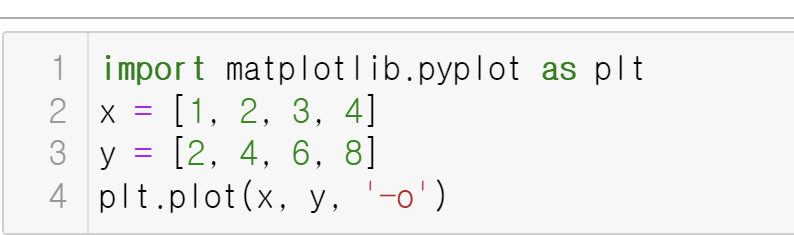 1 import matplotlib.pyplot as plt
2 x = [1, 2, 3, 4]
3 y = [2, 4, 6, 8]
4 plt.plot(x, y, '-o')